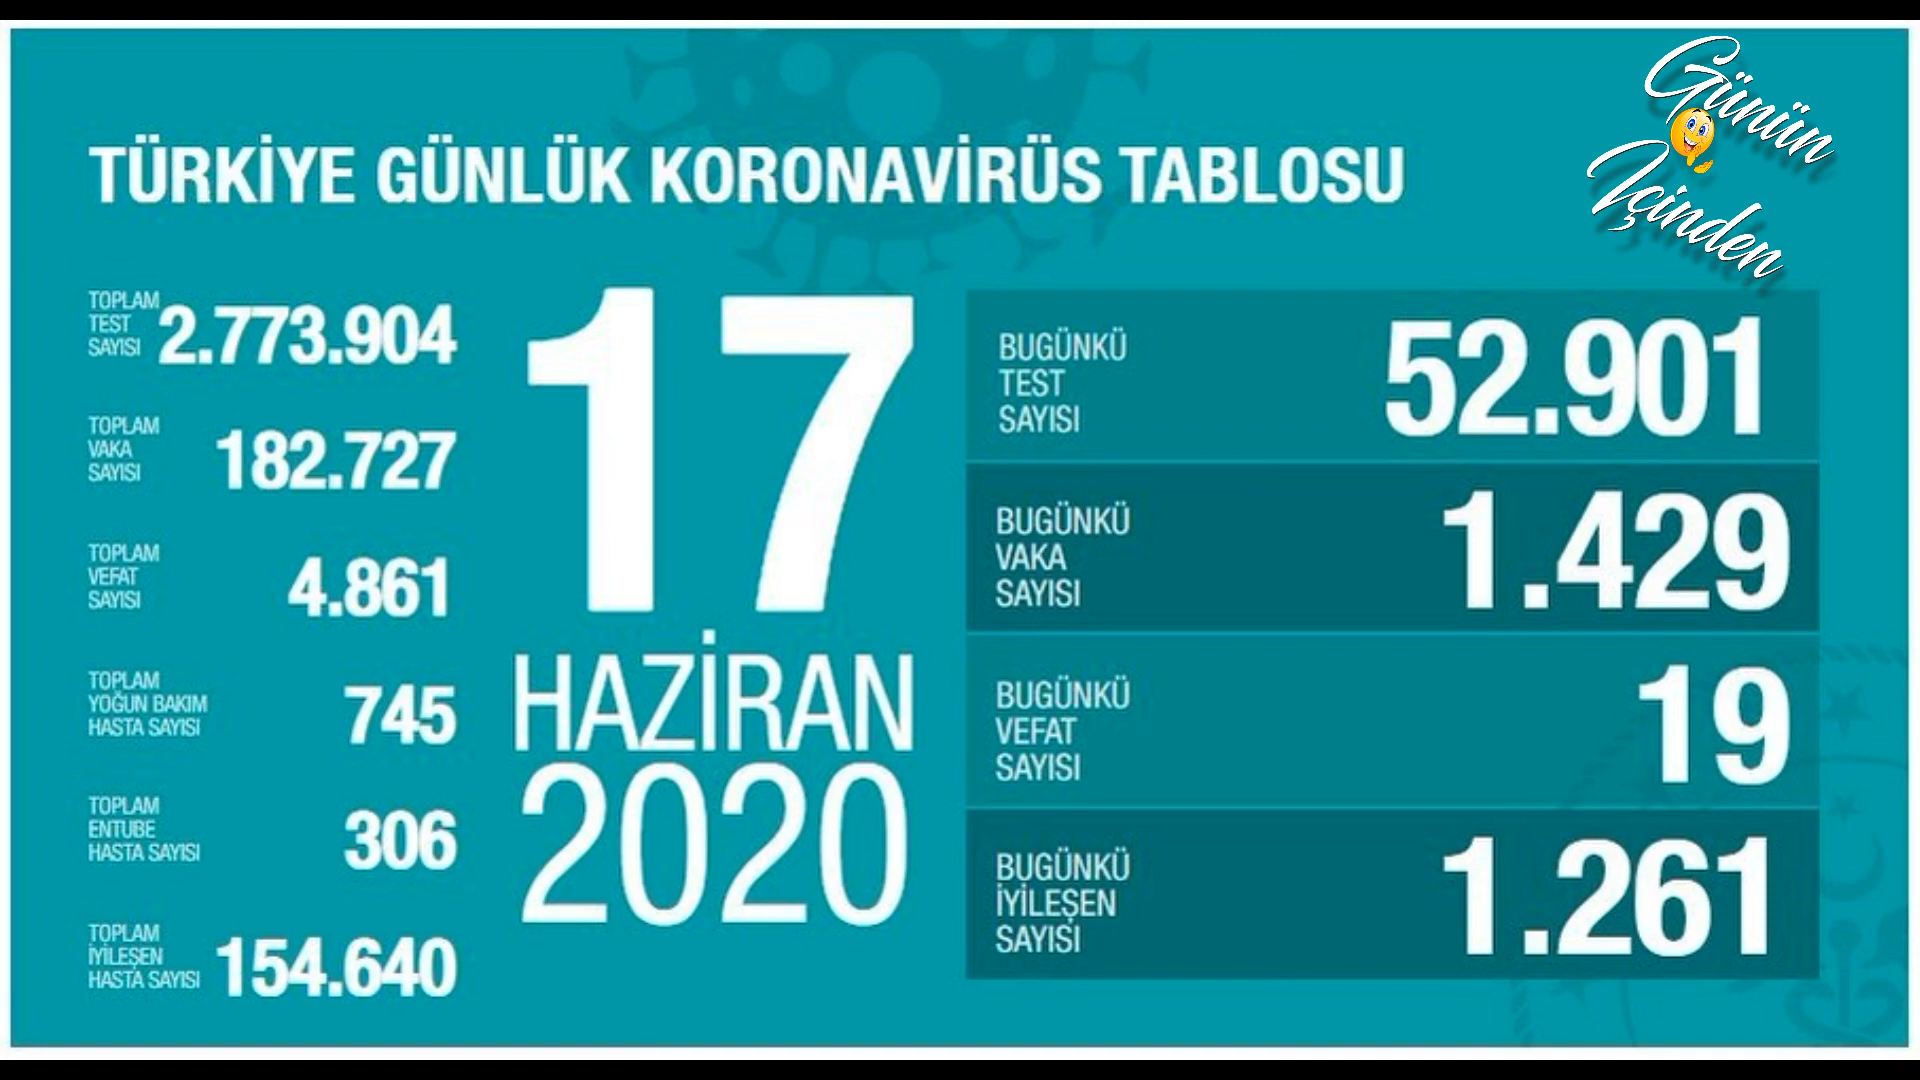 Günün
İçinden
TÜRKİYE GÜNLÜK KORONAVİRÜS TABLOSU
TOPLAM
TEST
SAYISI
2.773.904
TOPLAM
VAKA
SAYISI
182.727
TOPLAM
VEFAT
SAYISI
4.861
TOPLAM
YOĞUN BAKIM
HASTA SAYISI
745
TOPLAM
ENTUBE
HASTA SAYISI
306
TOPLAM
İYİLEŞEN
HASTA SAYISI
154.640
17
HAZİRAN
2020
BUGÜNKÜ
TEST
SAYISI
52.901
BUGÜNKÜ
VAKA
SAYISI
1.429
BUGÜNKÜ
VEFAT
SAYISI
19
BUGÜNKÜ
İYİLEŞEN
SAYISI
1.261